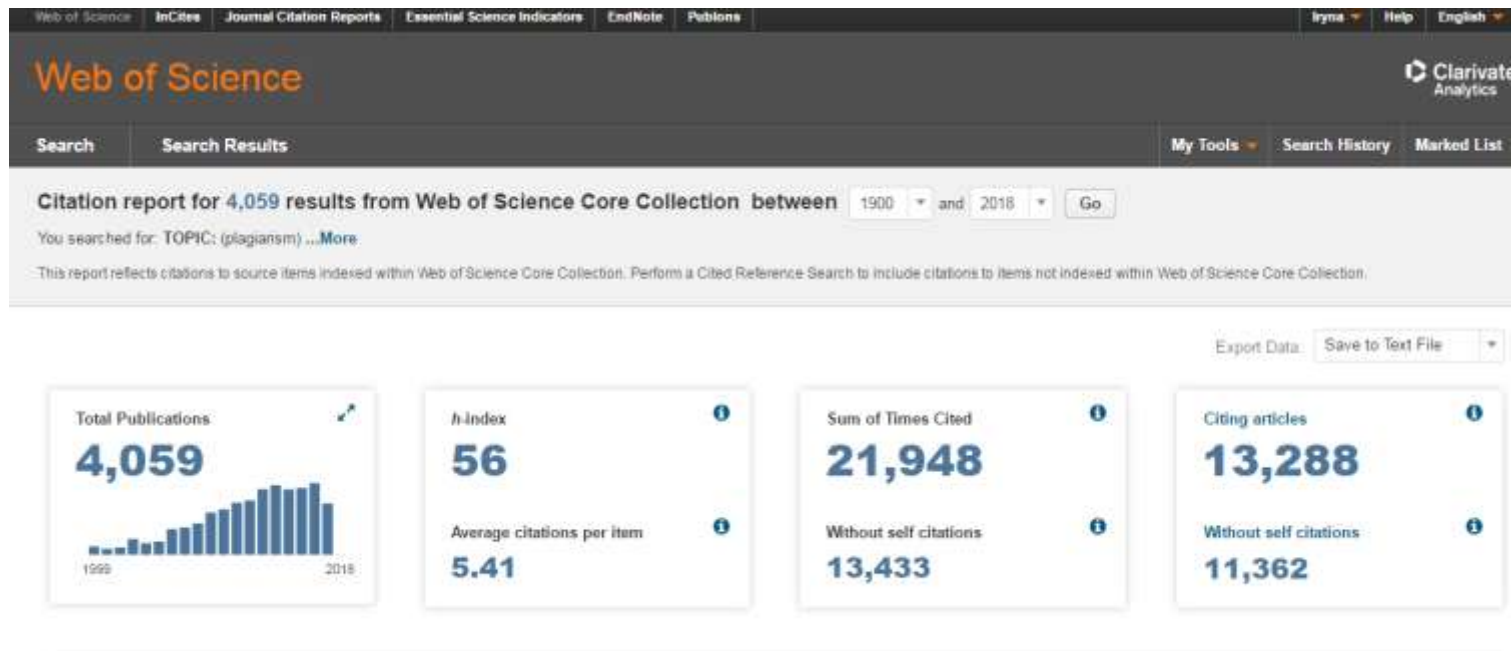 Web of Science InCites Journal Citation Reports Essential Science Indicators EndNote Publons Iryna Help English
Web of Science
Clarivate
Analytics
Search Search Results My Tools Search History Marked List
Citation report for 4,059 results from Web of Science Core Collection between 1900 and 2018 Go
You searched for: TOPIC: (plagiarism) ...More
This report reflects citations to source items indexed within Web of Science Core Collection. Perform a Cited Reference Search to include citations to items not indexed within Web of Science Core Collection.
Export Data: Save to Text File
Total Publications
4,059
1999 2018
h-index
56
Average citations per item
5.41
Sum of Times Cited
21,948
Without self citations
13,433
Citing articles
13,288
Without self citations
11,362